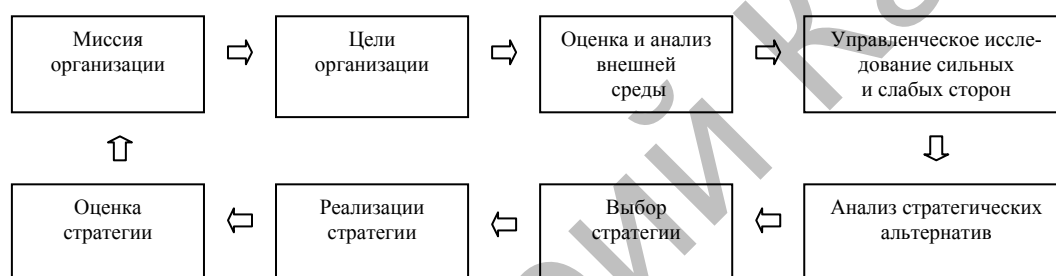 Миссия
организации
Цели
организации
Оценка и анализ
внешней
среды
Управленческое иссле-
дование сильных
и слабых сторон
Оценка
стратегии
Реализации
стратегии
Выбор
стратегии
Анализ стратегических
альтернатив